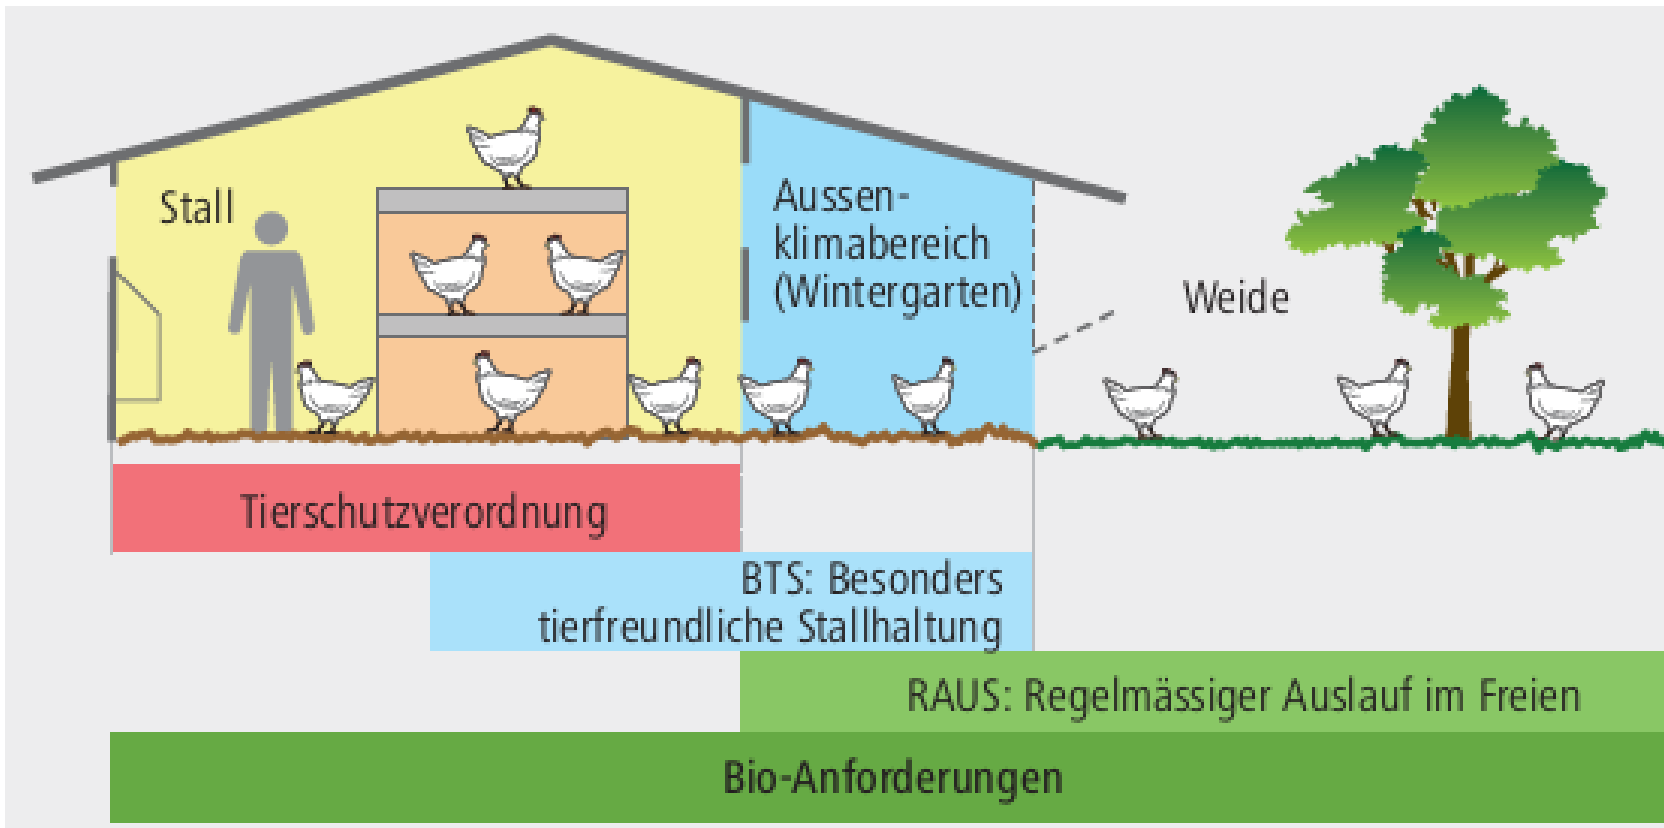 Stall
Aussen-
klimabereich
(Wintergarten)
Weide
Tierschutzverordnung
BTS: Besonders
tierfreundliche Stallhaltung
RAUS: Regelmässiger Auslauf im Freien
Bio-Anforderungen